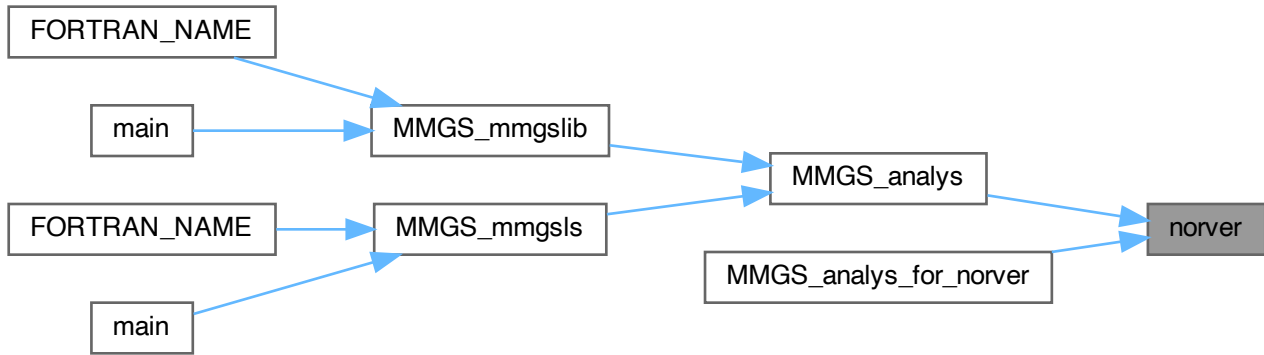 FORTRAN_NAME
main
MMGS_mmgslib
MMGS_analys
FORTRAN_NAME
MMGS_mmgsls
norver
MMGS_analys_for_norver
main